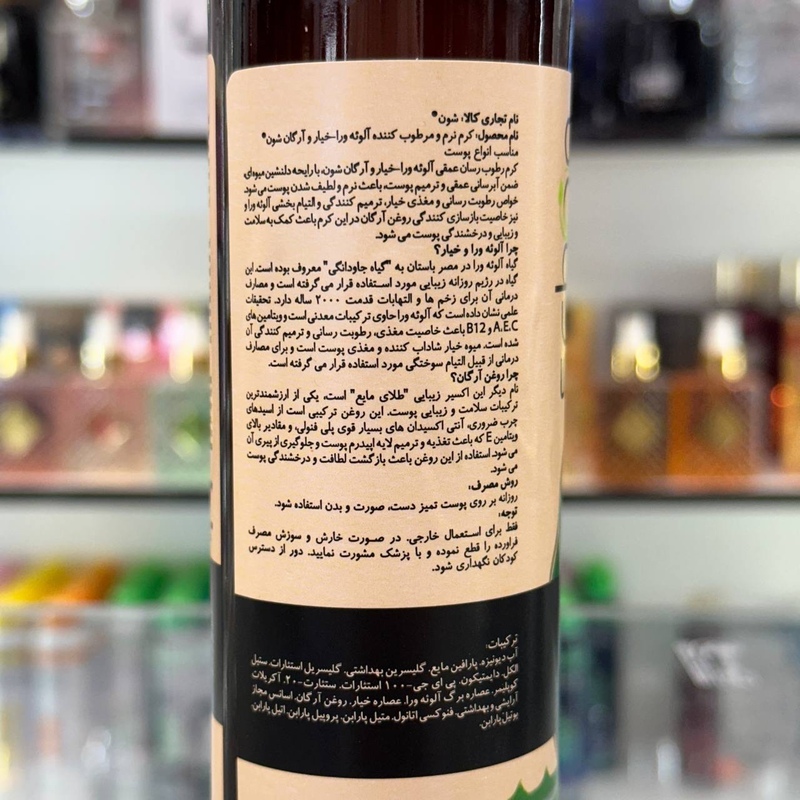 نام تجاری کالا: شون®
نام محصول: کرم نرم و مرطوب کننده آلوئه ورا-خیار و آرگان شون®
مناسب انواع پوست
کرم رطوبت رسان عمقی آلوئه ورا-خیار و آرگان شون، با رایحه دلنشین میوه‌ای،
ضمن آبرسانی عمقی و ترمیم پوست، باعث نرم و لطیف شدن پوست می‌شود.
خواص رطوبت رسانی و مغذی خیار، ترمیم کنندگی و التیام بخشی آلوئه ورا و
نیز خاصیت بازسازی کنندگی روغن آرگان در این کرم باعث کمک به سلامت
و زیبایی و درخشندگی پوست می شود.
چرا آلوئه ورا و خیار؟
گیاه آلوئه ورا در مصر باستان به "گیاه جاودانگی" معروف بوده است. این
گیاه در رژیم روزانه زیبایی مورد استفاده قرار می گرفته است و مصارف
درمانی آن برای زخم ها و التهابات قدمت ۲۰۰۰ ساله دارد. تحقیقات
علمی نشان داده است که آلوئه ورا حاوی ترکیبات معدنی است و ویتامین های
A،E،C و B12 باعث خاصیت مغذی، رطوبت رسانی و ترمیم کنندگی آن
شده است. میوه خیار شاداب کننده و مغذی پوست است و برای مصارف
درمانی از قبیل التیام سوختگی مورد استفاده قرار می گرفته است.
چرا روغن آرگان؟
نام دیگر این اکسیر زیبایی "طلای مایع" است، یکی از ارزشمندترین
ترکیبات سلامت و زیبایی پوست. این روغن ترکیبی است از اسیدهای
چرب ضروری، آنتی اکسیدان های بسیار قوی پلی فنولی، و مقادیر بالای
ویتامین E که باعث تغذیه و ترمیم لایه اپیدرم پوست و جلوگیری از پیری آن
می شود. استفاده از این روغن باعث بازگشت لطافت و درخشندگی پوست
می شود.
روش مصرف:
روزانه بر روی پوست تمیز دست، صورت و بدن استفاده شود.
توجه:
فقط برای استعمال خارجی. در صورت خارش و سوزش مصرف
فراورده را قطع نموده و با پزشک مشورت نمایید. دور از دسترس
کودکان نگهداری شود.
ترکیبات:
آب دیونیزه. پارافین مایع. گلیسرین بهداشتی. گلیسریل استئارات. ستیل
الکل. دایمتیکون. پی ای جی-۱۰۰ استئارات. ستئارت-۲۰. آکریلات
کوپلیمر. عصاره برگ آلوئه ورا. عصاره خیار. روغن آرگان. اسانس مجاز
آرایشی و بهداشتی. فنوکسی اتانول. متیل پارابن. پروپیل پارابن. اتیل پارابن.
بوتیل پارابن.